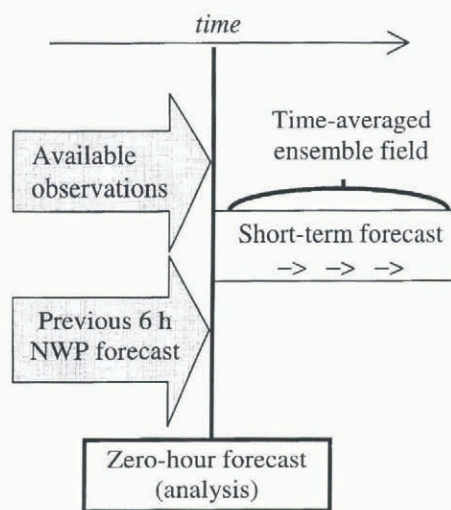 time
Available
observations
Time-averaged
ensemble field
Short-term forecast
–> –> –>
Previous 6 h
NWP forecast
Zero-hour forecast
(analysis)